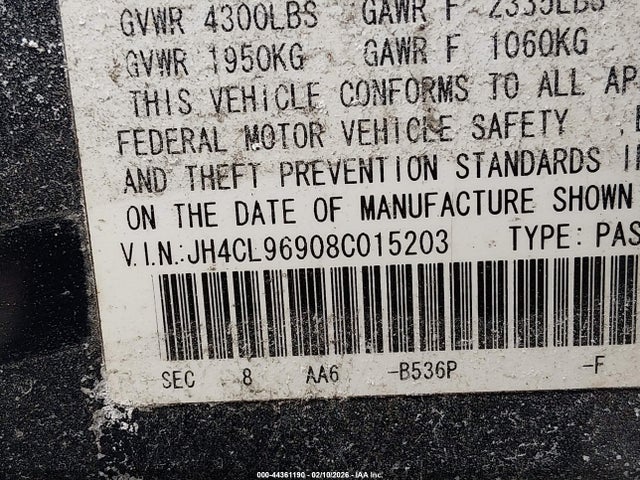 GVWR 4300LBS GAWR F 2335LBS
GVWR 1950KG GAWR F 1060KG
THIS VEHICLE CONFORMS TO ALL AP
FEDERAL MOTOR VEHICLE SAFETY ,
AND THEFT PREVENTION STANDARDS I
ON THE DATE OF MANUFACTURE SHOWN
V.I.N.:JH4CL96908C015203 TYPE:PAS
SEC 8 AA6 -B536P -F
000-44361190 - 02/10/2026 - IAA Inc.